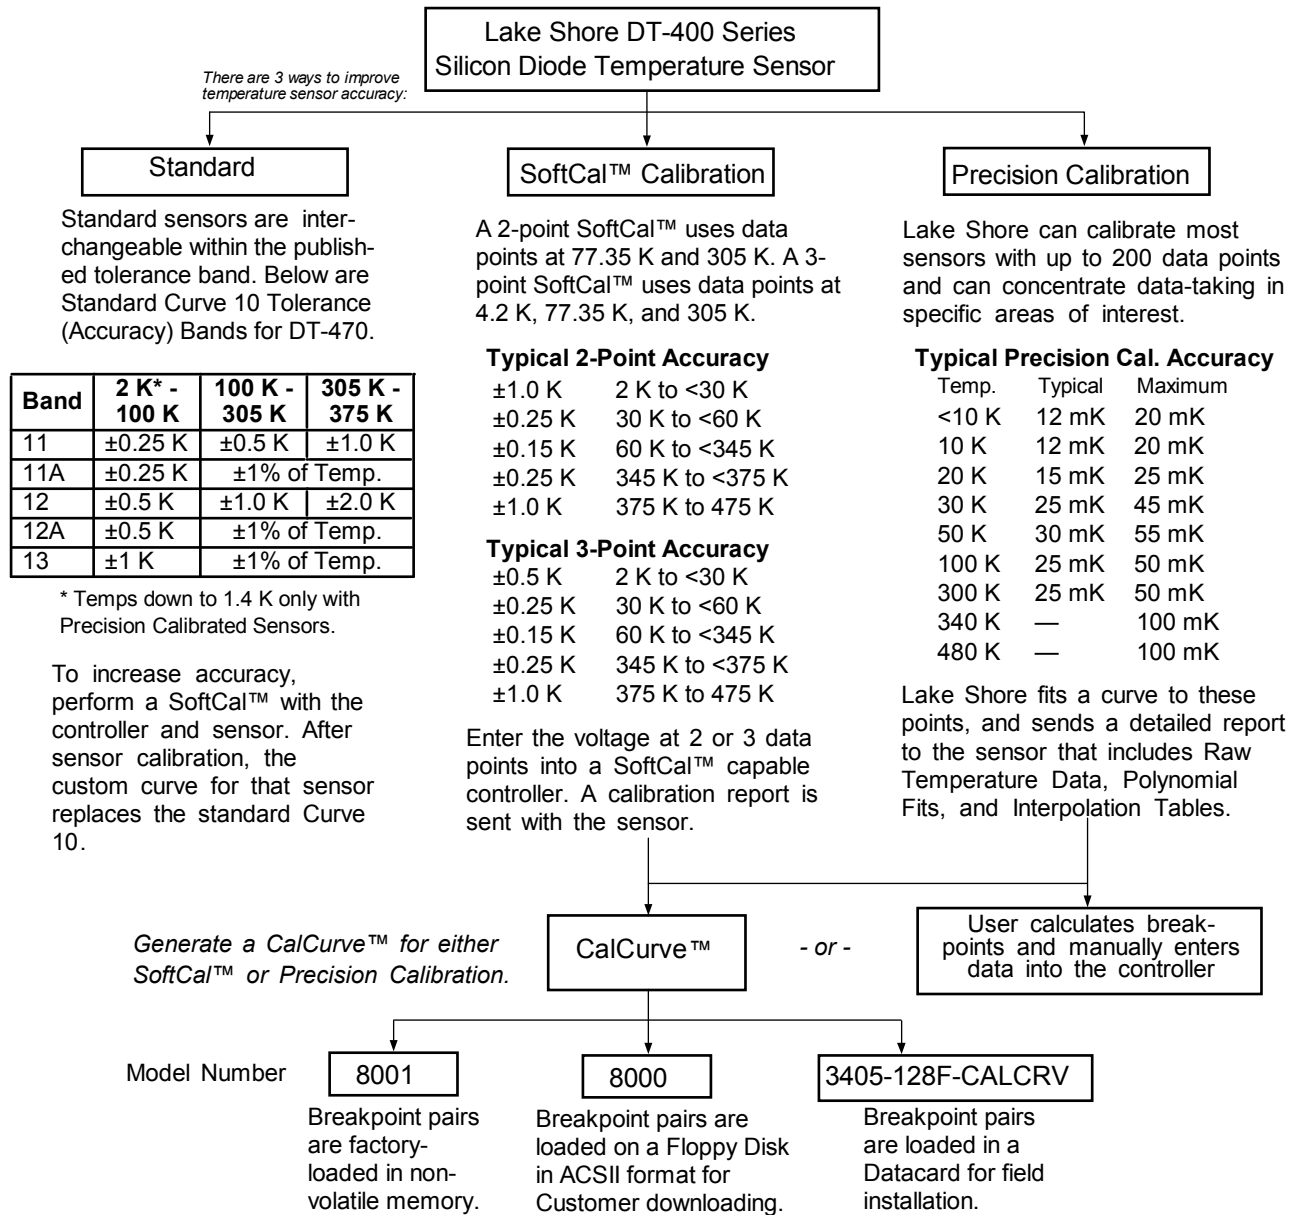 Lake Shore DT-400 Series
Silicon Diode Temperature Sensor
There are 3 ways to improve
temperature sensor accuracy:
Standard
Standard sensors are inter-
changeable within the publish-
ed tolerance band. Below are
Standard Curve 10 Tolerance
(Accuracy) Bands for DT-470.
Band 2 K* - 100 K - 305 K -
100 K 305 K 375 K
11 ±0.25 K ±0.5 K ±1.0 K
11A ±0.25 K ±1% of Temp.
12 ±0.5 K ±1.0 K ±2.0 K
12A ±0.5 K ±1% of Temp.
13 ±1 K ±1% of Temp.
* Temps down to 1.4 K only with
Precision Calibrated Sensors.
To increase accuracy,
perform a SoftCal™ with the
controller and sensor. After
sensor calibration, the
custom curve for that sensor
replaces the standard Curve
10.
SoftCal™ Calibration
A 2-point SoftCal™ uses data
points at 77.35 K and 305 K. A 3-
point SoftCal™ uses data points at
4.2 K, 77.35 K, and 305 K.
Typical 2-Point Accuracy
±1.0 K 2 K to <30 K
±0.25 K 30 K to <60 K
±0.15 K 60 K to <345 K
±0.25 K 345 K to <375 K
±1.0 K 375 K to 475 K
Typical 3-Point Accuracy
±0.5 K 2 K to <30 K
±0.25 K 30 K to <60 K
±0.15 K 60 K to <345 K
±0.25 K 345 K to <375 K
±1.0 K 375 K to 475 K
Enter the voltage at 2 or 3 data
points into a SoftCal™ capable
controller. A calibration report is
sent with the sensor.
Precision Calibration
Lake Shore can calibrate most
sensors with up to 200 data points
and can concentrate data-taking in
specific areas of interest.
Typical Precision Cal. Accuracy
Temp. Typical Maximum
<10 K 12 mK 20 mK
10 K 12 mK 20 mK
20 K 15 mK 25 mK
30 K 25 mK 45 mK
50 K 30 mK 55 mK
100 K 25 mK 50 mK
300 K 25 mK 50 mK
340 K — 100 mK
480 K — 100 mK
Lake Shore fits a curve to these
points, and sends a detailed report
to the sensor that includes Raw
Temperature Data, Polynomial
Fits, and Interpolation Tables.
Generate a CalCurve™ for either
SoftCal™ or Precision Calibration.
CalCurve™
- or -
User calculates break-
points and manually enters
data into the controller
Model Number
8001
Breakpoint pairs
are factory-
loaded in non-
volatile memory.
8000
Breakpoint pairs are
loaded on a Floppy Disk
in ACSII format for
Customer downloading.
3405-128F-CALCRV
Breakpoint pairs
are loaded in a
Datacard for field
installation.